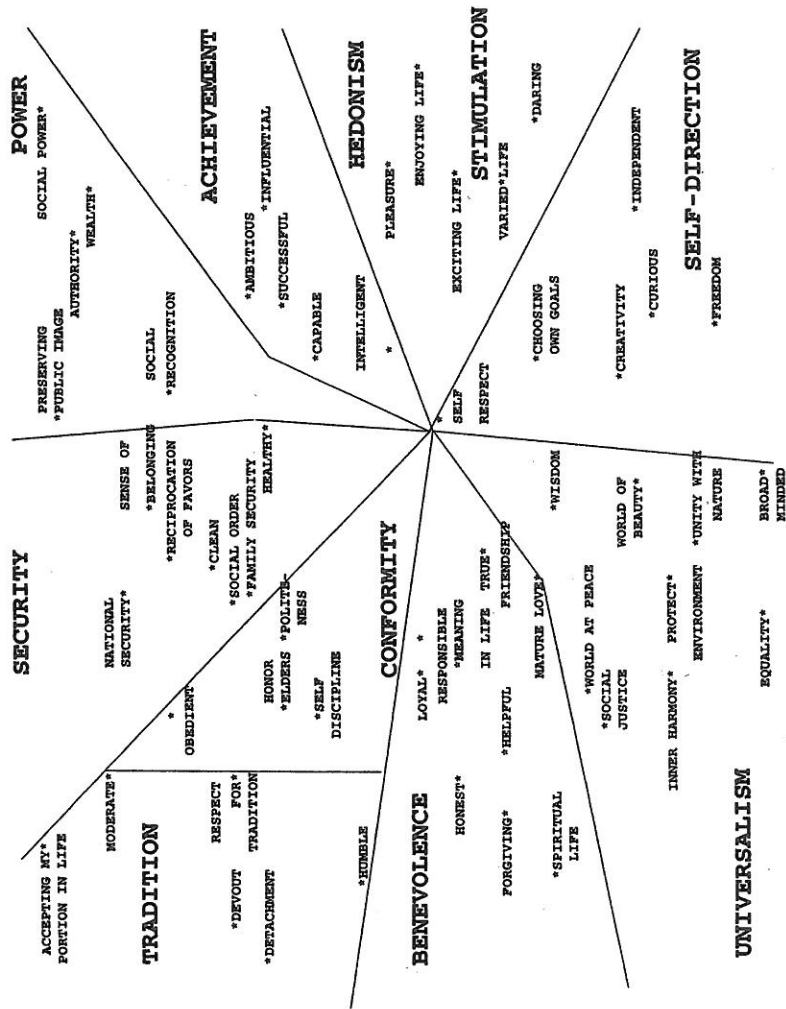 SECURITY
NATIONAL
SECURITY*
SENSE OF
*BELONGING
*RECIPROCATION
OF FAVORS
*CLEAN
*SOCIAL ORDER
*FAMILY SECURITY
HEALTHY*
POWER
SOCIAL POWER*
AUTHORITY*
WEALTH*
PRESERVING
*PUBLIC IMAGE
SOCIAL
*RECOGNITION
ACHIEVEMENT
*AMBITIOUS
*INFLUENTIAL
*SUCCESSFUL
*CAPABLE
INTELLIGENT
*
HEDONISM
PLEASURE*
ENJOYING LIFE*
STIMULATION
EXCITING LIFE*
VARIED*LIFE
*DARING
SELF-DIRECTION
*
SELF
RESPECT
*CHOOSING
OWN GOALS
*CREATIVITY
*INDEPENDENT
*CURIOUS
*FREEDOM
UNIVERSALISM
*WISDOM
WORLD OF
BEAUTY*
*UNITY WITH
NATURE
BROAD*
MINDED
*WORLD AT PEACE
*SOCIAL
JUSTICE
PROTECT*
ENVIRONMENT
INNER HARMONY*
EQUALITY*
BENEVOLENCE
LOYAL*
*
RESPONSIBLE
*MEANING
IN LIFE
TRUE*
FRIENDSHIP
MATURE LOVE*
*HELPFUL
HONEST*
FORGIVING*
*SPIRITUAL
LIFE
TRADITION
ACCEPTING MY*
PORTION IN LIFE
MODERATE*
RESPECT
FOR*
TRADITION
*DEVOUT
*DETACHMENT
*HUMBLE
CONFORMITY
*
OBEDIENT
HONOR
*ELDERS
*POLITE-
NESS
*SELF
DISCIPLINE